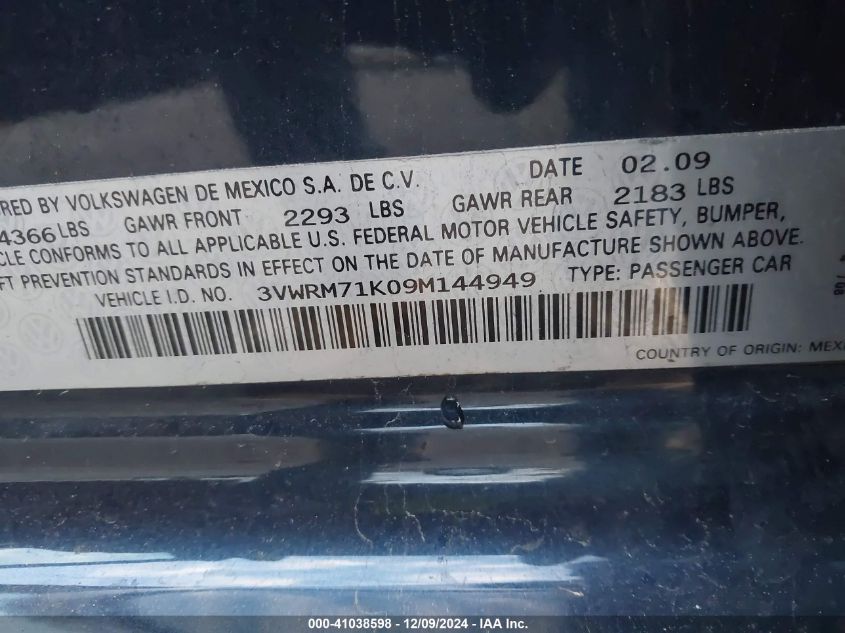 RED BY VOLKSWAGEN DE MEXICO S.A. DE C.V. DATE 02.09
4366 LBS GAWR FRONT 2293 LBS GAWR REAR 2183 LBS
CLE CONFORMS TO ALL APPLICABLE U.S. FEDERAL MOTOR VEHICLE SAFETY, BUMPER,
FT PREVENTION STANDARDS IN EFFECT ON THE DATE OF MANUFACTURE SHOWN ABOVE.
VEHICLE I.D. NO. 3VWRM71K09M144949 TYPE: PASSENGER CAR
COUNTRY OF ORIGIN: MEXI
000-41038598 - 12/09/2024 - IAA Inc.